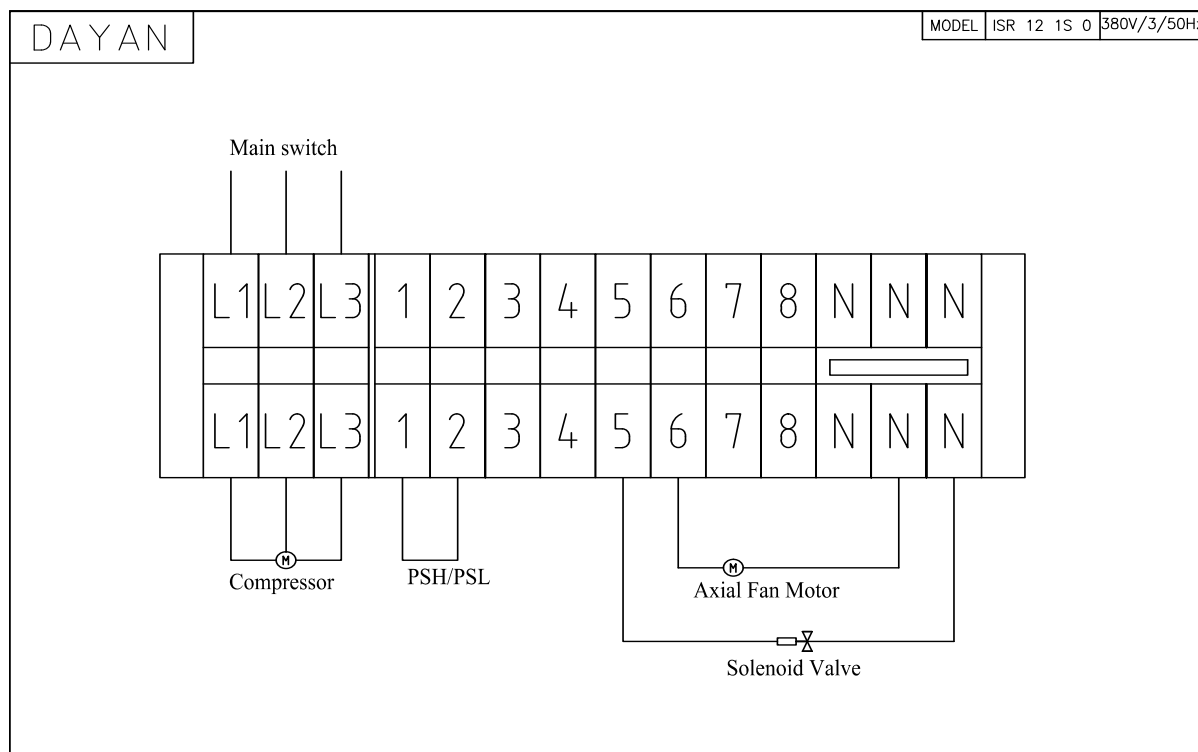 DAYAN
MODEL ISR 12 1S 0 380V/3/50Hz
Main switch
L1 L2 L3 1 2 3 4 5 6 7 8 N N N
L1 L2 L3 1 2 3 4 5 6 7 8 N N N
M
M
Compressor
PSH/PSL
Axial Fan Motor
Solenoid Valve